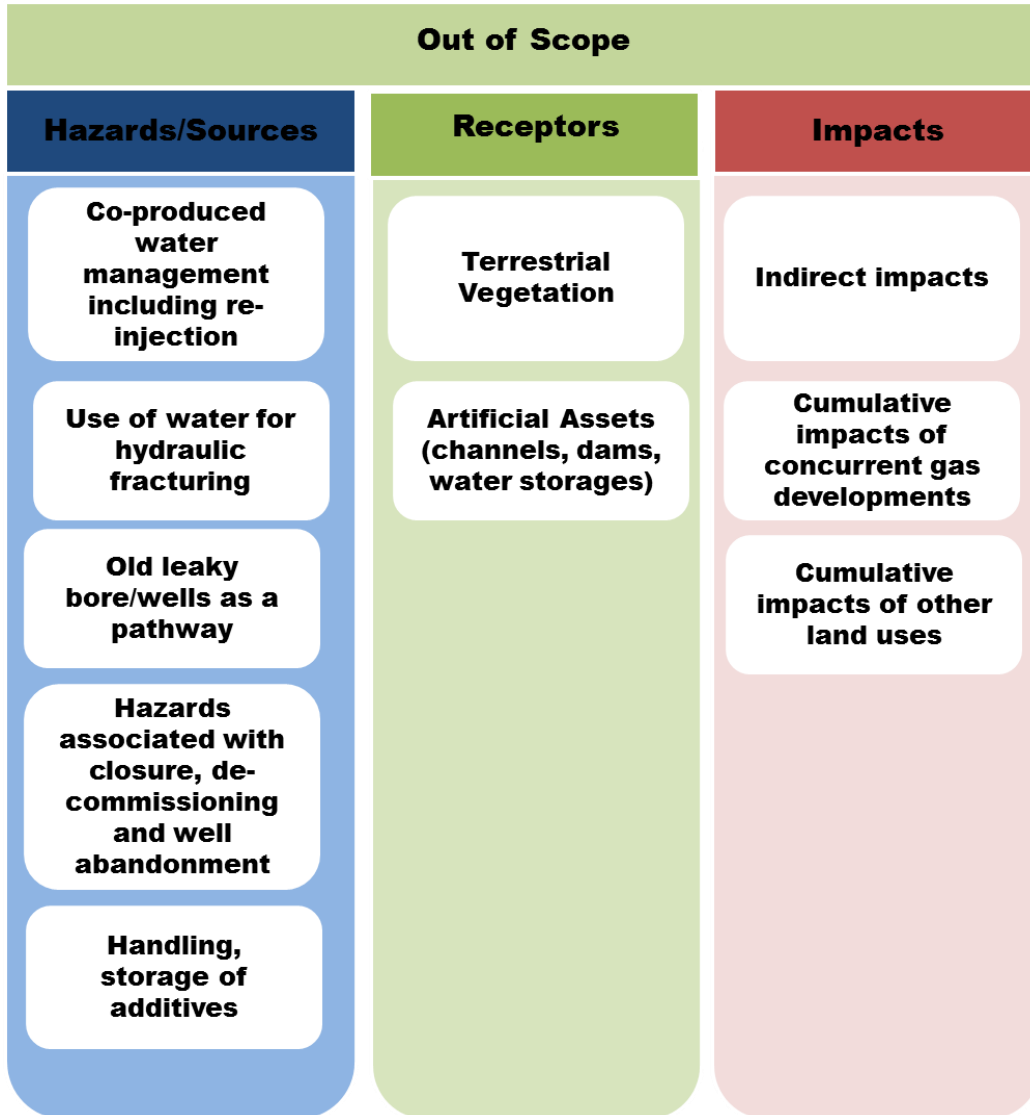 Out of Scope
Hazards/Sources
Co-produced
water
management
including re-
injection
Use of water for
hydraulic
fracturing
Old leaky
bore/wells as a
pathway
Hazards
associated with
closure, de-
commissioning
and well
abandonment
Handling,
storage of
additives
Receptors
Terrestrial
Vegetation
Artificial Assets
(channels, dams,
water storages)
Impacts
Indirect impacts
Cumulative
impacts of
concurrent gas
developments
Cumulative
impacts of other
land uses